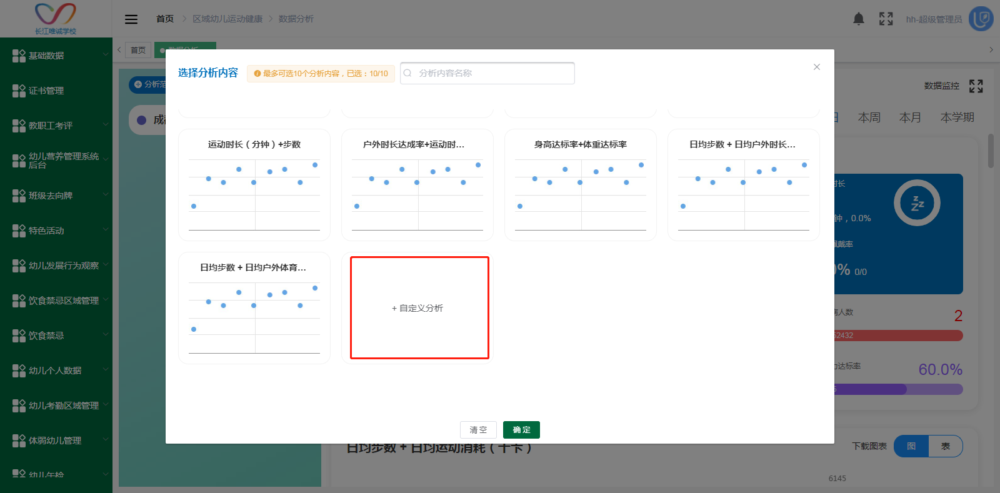 长江唯诚学校
首页
区域幼儿运动健康
数据分析
hh-超级管理员
首页
数据分析
基础数据
证书管理
教职工考评
幼儿营养管理系统
后台
班级去向牌
特色活动
幼儿发展行为观察
饮食禁忌区域管理
饮食禁忌
幼儿个人数据
幼儿考勤区域管理
体弱幼儿管理
幼儿午检
分析范
成都
选择分析内容
最多可选10个分析内容，已选：10/10
分析内容名称
运动时长（分钟）+步数
户外时长达成率+运动时...
身高达标率+体重达标率
日均步数 + 日均户外时长...
日均步数 + 日均户外体育...
+ 自定义分析
清 空
确 定
数据监控
日
本周
本月
本学期
时长
钟，0.0%
佩戴率
0% 0/0
病人数
2
52432
力达标率
60.0%
5
日均步数 + 日均运动消耗（千卡）
下载图表
图
表
6145